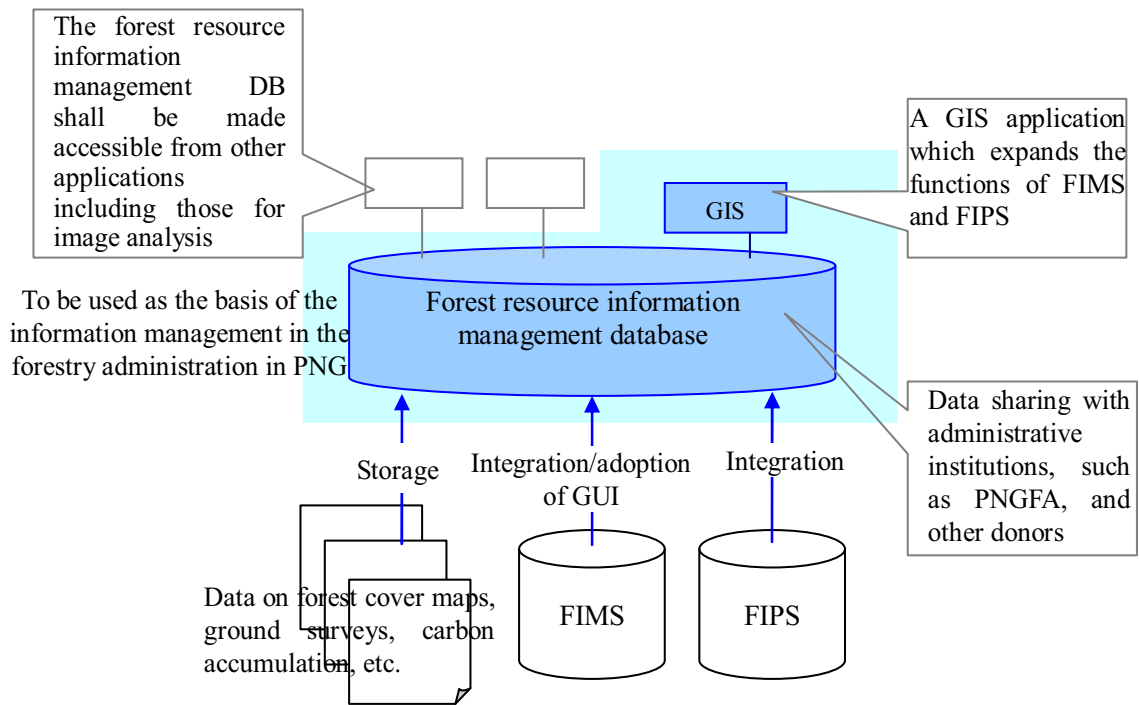 The forest resource
information
management DB
shall be made
accessible from other
applications
including those for
image analysis
A GIS application
which expands the
functions of FIMS
and FIPS
GIS
To be used as the basis of the
information management in the
forestry administration in PNG
Forest resource information
management database
Data sharing with
administrative
institutions, such
as PNGFA, and
other donors
Storage
Integration/adoption
of GUI
Integration
Data on forest cover maps,
ground surveys, carbon
accumulation, etc.
FIMS
FIPS